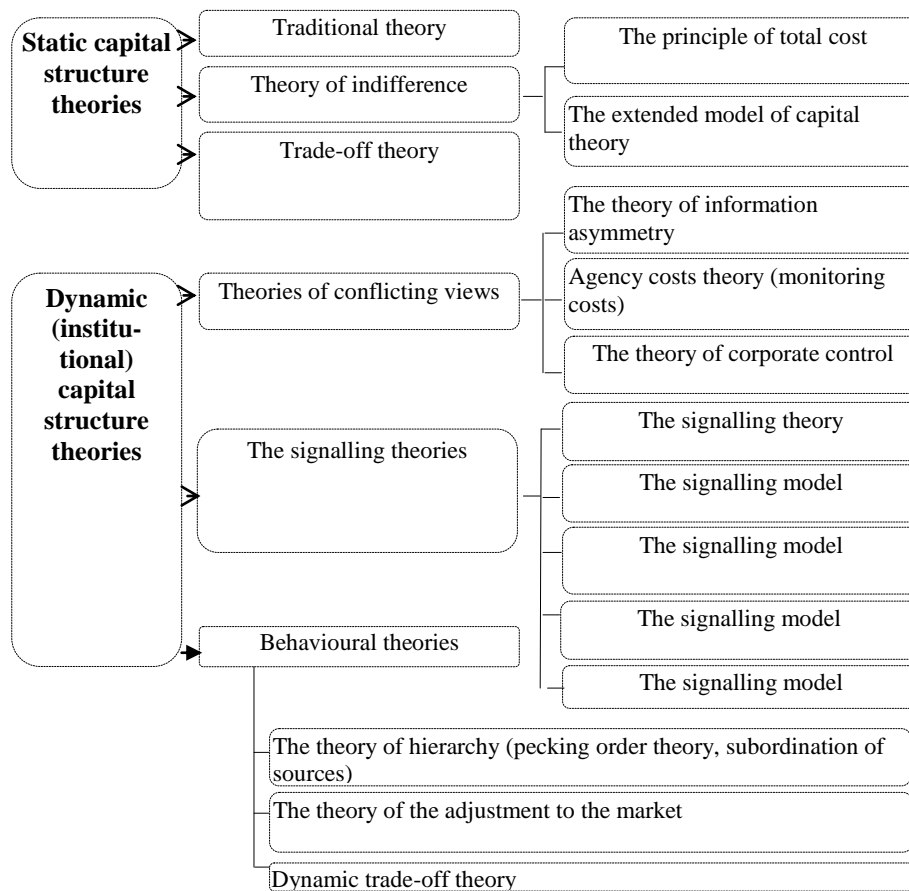 Static capital
structure
theories
Traditional theory
Theory of indifference
Trade-off theory
The principle of total cost
The extended model of capital
theory
Dynamic
(institu-
tional)
capital
structure
theories
Theories of conflicting views
The theory of information
asymmetry
Agency costs theory (monitoring
costs)
The theory of corporate control
The signalling theories
The signalling theory
The signalling model
The signalling model
The signalling model
The signalling model
Behavioural theories
The theory of hierarchy (pecking order theory, subordination of
sources)
The theory of the adjustment to the market
Dynamic trade-off theory